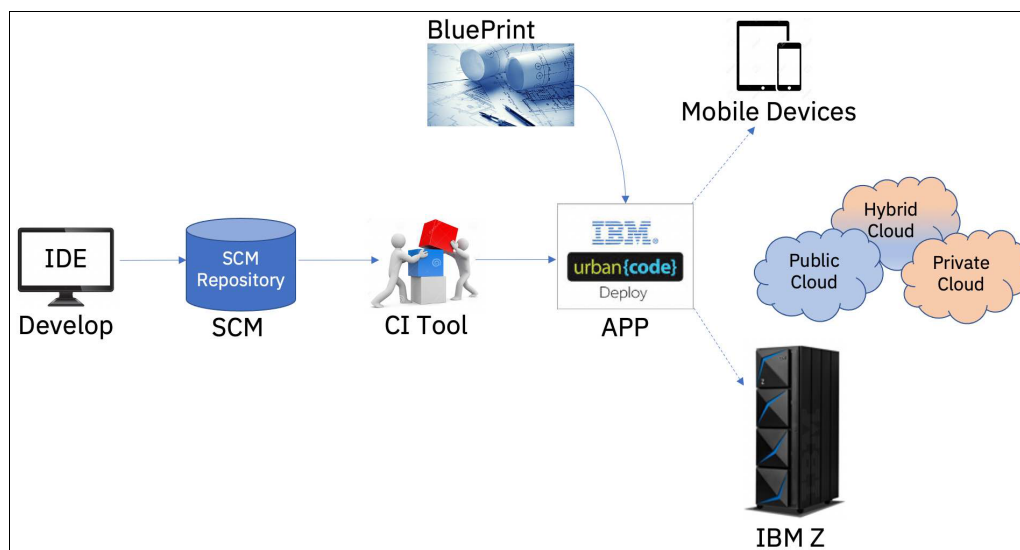 BluePrint
Mobile Devices
IDE
Develop
SCM
Repository
SCM
CI Tool
IBM®
urban{code}
Deploy
APP
Hybrid
Cloud
Public
Cloud
Private
Cloud
IBM Z